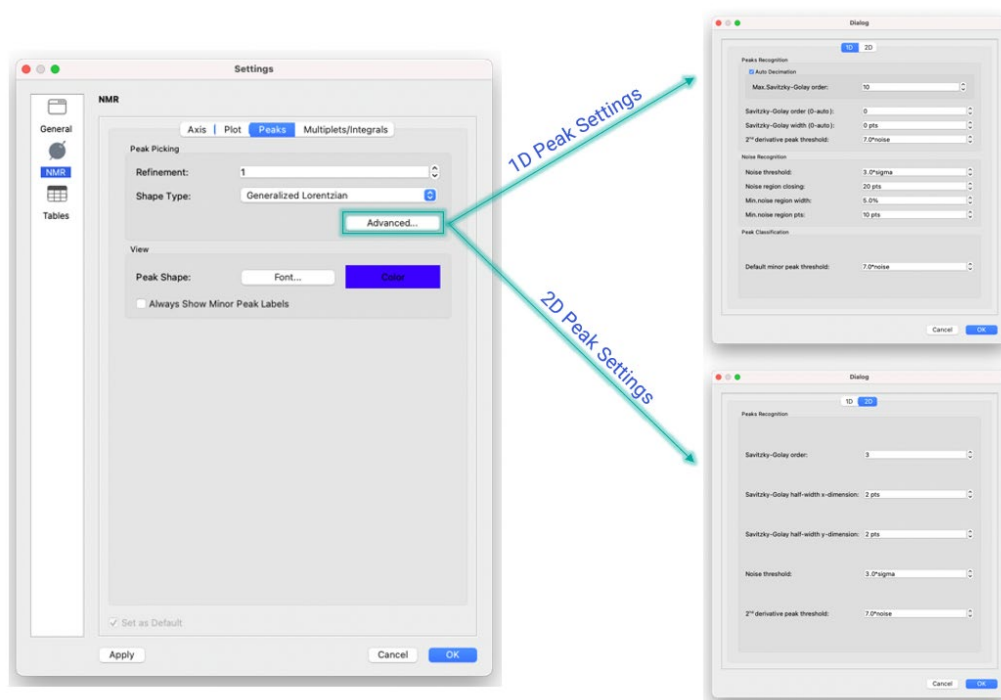 Settings
General
NMR
Tables
NMR
Axis Plot Peaks Multiplets/Integrals
Peak Picking
Refinement: 1
Shape Type: Generalized Lorentzian
Advanced...
View
Peak Shape: Font... Color
Always Show Minor Peak Labels
Set as Default
Apply Cancel OK
1D Peak Settings
2D Peak Settings
Dialog
1D 2D
Peaks Recognition
Auto Decimation
Max.Savitzky-Golay order: 10
Savitzky-Golay order (0-auto): 0
Savitzky-Golay width (0-auto): 0 pts
2nd derivative peak threshold: 7.0*noise
Noise Recognition
Noise threshold: 3.0*sigma
Noise region closing: 20 pts
Min.noise region width: 5.0%
Min.noise region pts: 10 pts
Peak Classification
Default minor peak threshold: 7.0*noise
Cancel OK
Dialog
1D 2D
Peaks Recognition
Savitzky-Golay order: 3
Savitzky-Golay half-width x-dimension: 2 pts
Savitzky-Golay half-width y-dimension: 2 pts
Noise threshold: 3.0*sigma
2nd derivative peak threshold: 7.0*noise
Cancel OK